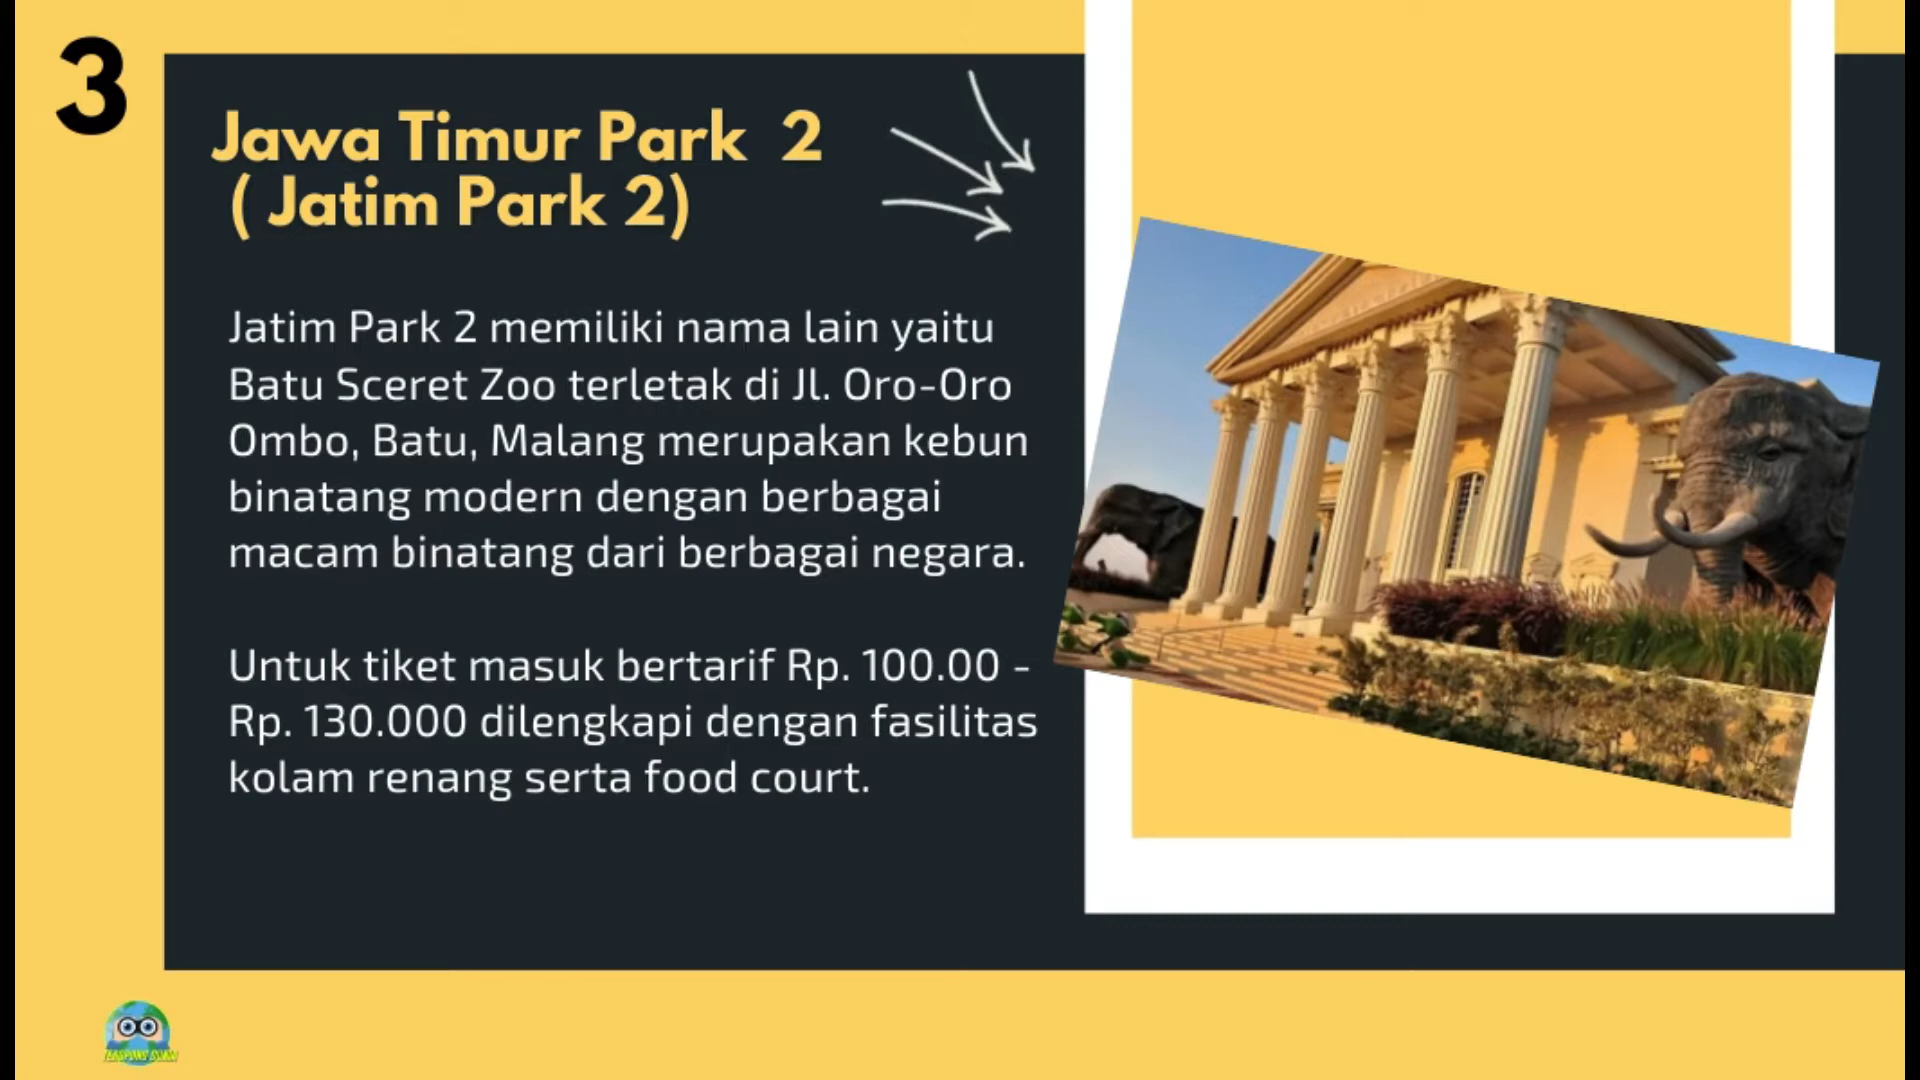 3
Jawa Timur Park 2
( Jatim Park 2)
Jatim Park 2 memiliki nama lain yaitu
Batu Sceret Zoo terletak di Jl. Oro-Oro
Ombo, Batu, Malang merupakan kebun
binatang modern dengan berbagai
macam binatang dari berbagai negara.
Untuk tiket masuk bertarif Rp. 100.00 -
Rp. 130.000 dilengkapi dengan fasilitas
kolam renang serta food court.